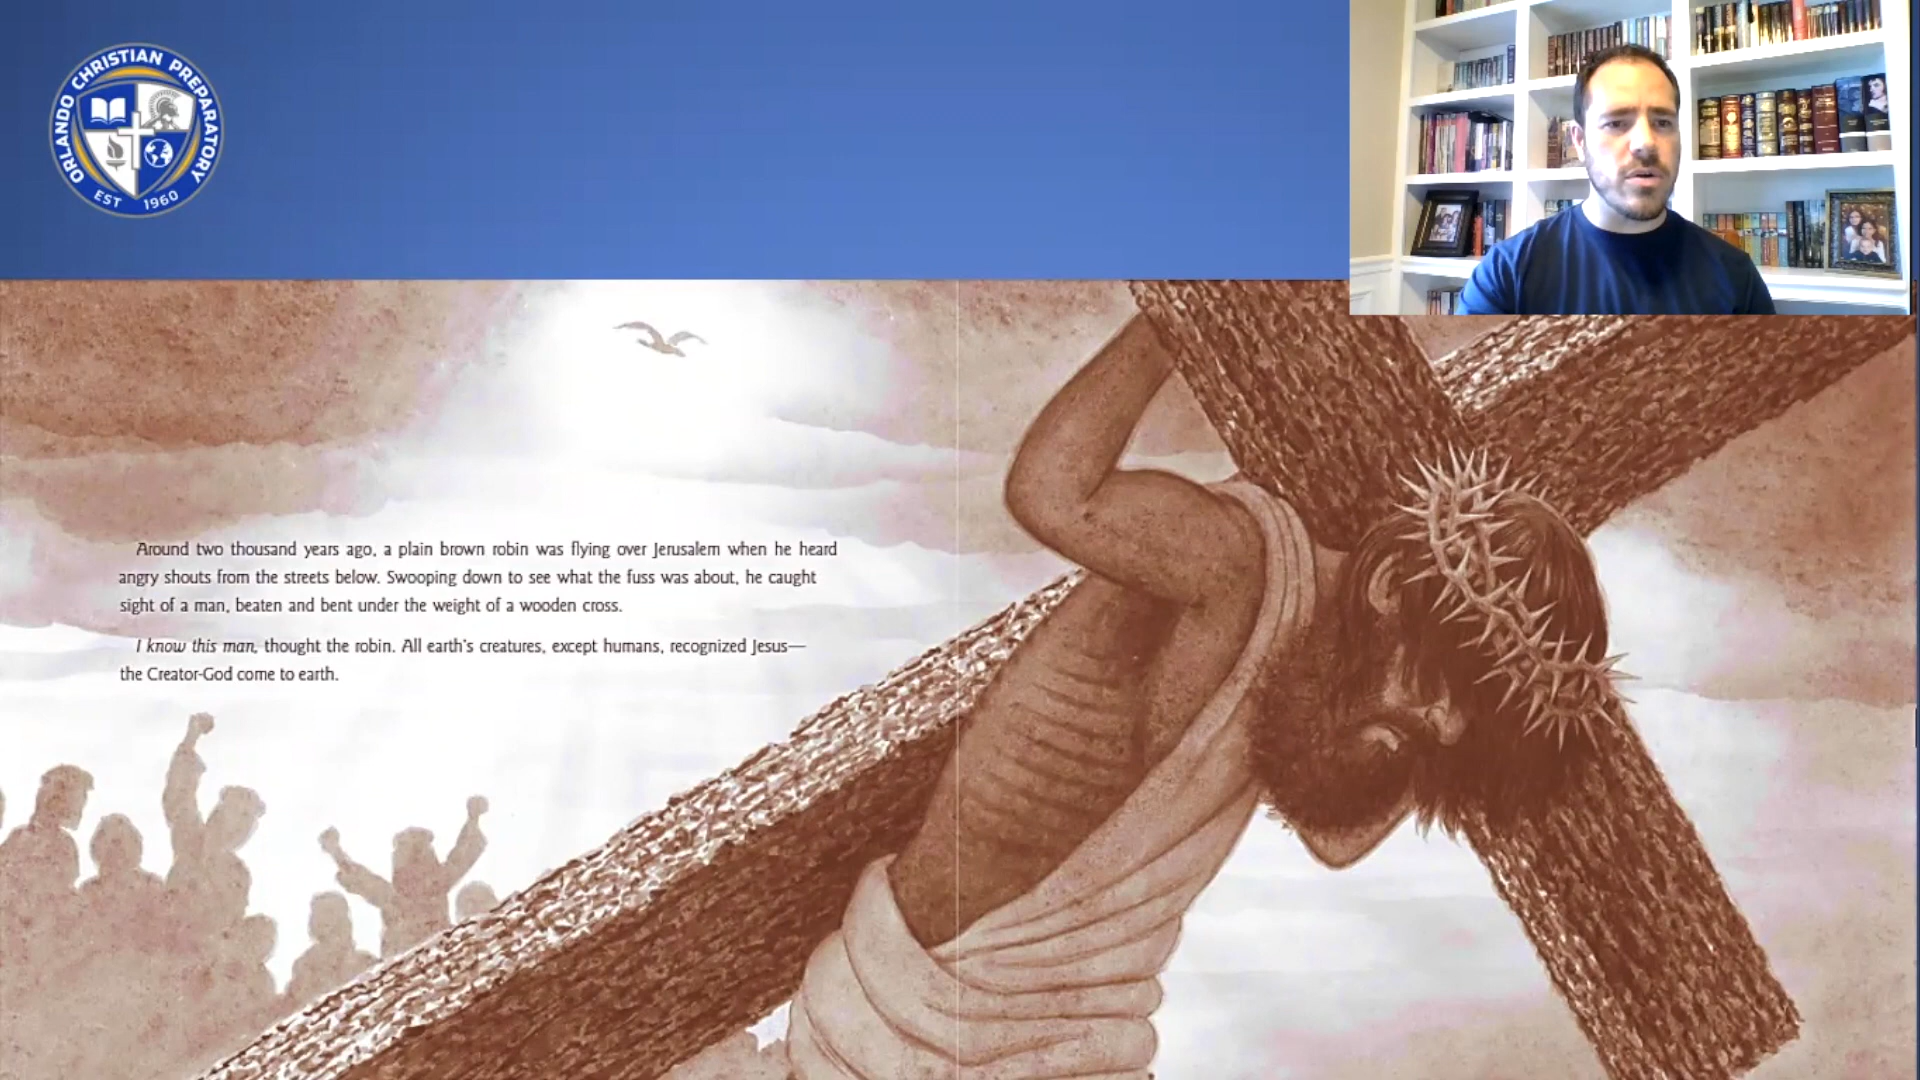 ORLANDO CHRISTIAN PREPARATORY
EST 1960
Around two thousand years ago, a plain brown robin was flying over Jerusalem when he heard
angry shouts from the streets below. Swooping down to see what the fuss was about, he caught
sight of a man, beaten and bent under the weight of a wooden cross.
I know this man, thought the robin. All earth's creatures, except humans, recognized Jesus—
the Creator-God come to earth.